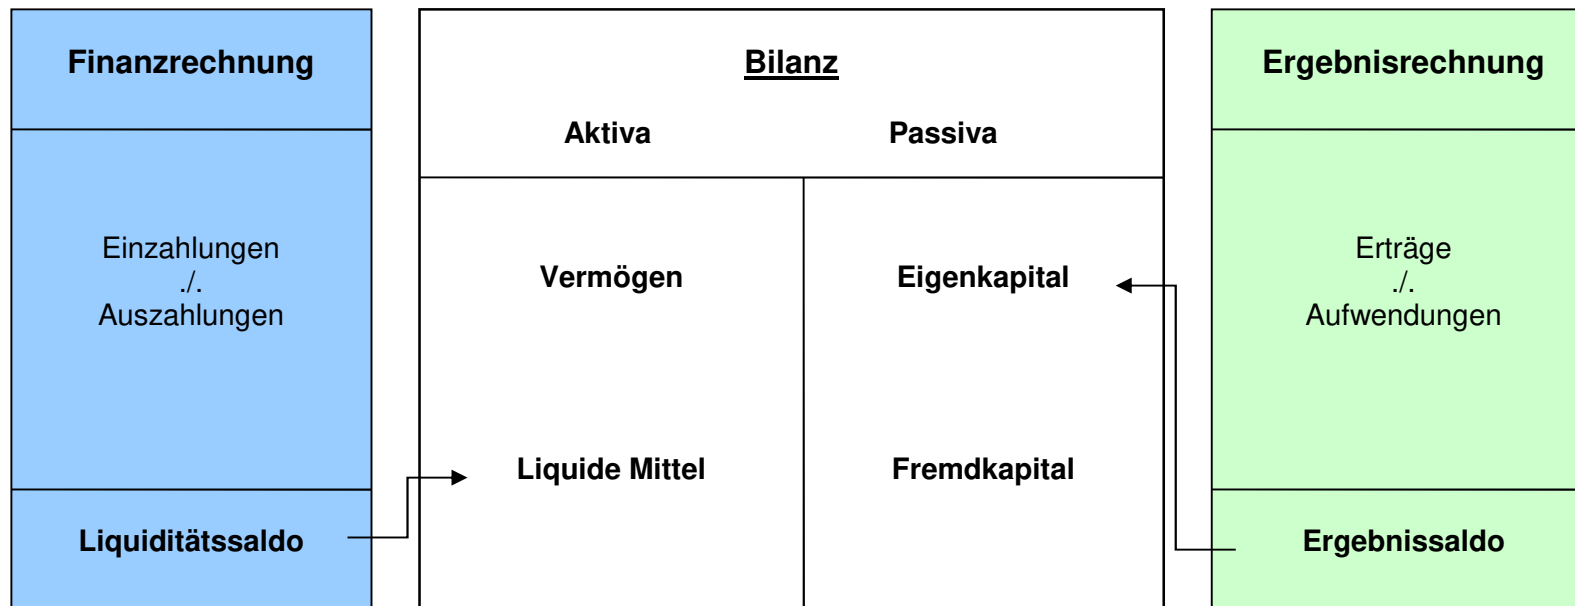 Finanzrechnung
Einzahlungen
./.
Auszahlungen
Liquiditätssaldo
Bilanz
Aktiva Passiva
Vermögen Eigenkapital
Liquide Mittel Fremdkapital
Ergebnisrechnung
Erträge
./.
Aufwendungen
Ergebnissaldo